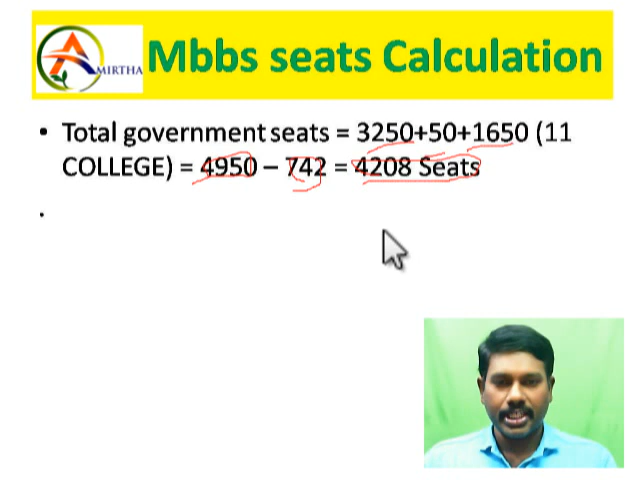 AMIRTHA
Mbbs seats Calculation
• Total government seats = 3250+50+1650 (11
COLLEGE) = 4950 – 742 = 4208 Seats